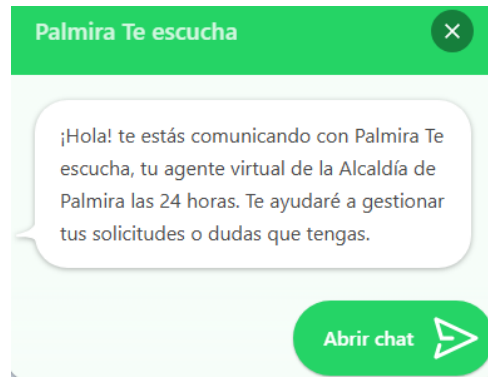 Palmira Te escucha
¡Hola! te estás comunicando con Palmira Te
escucha, tu agente virtual de la Alcaldía de
Palmira las 24 horas. Te ayudaré a gestionar
tus solicitudes o dudas que tengas.
Abrir chat